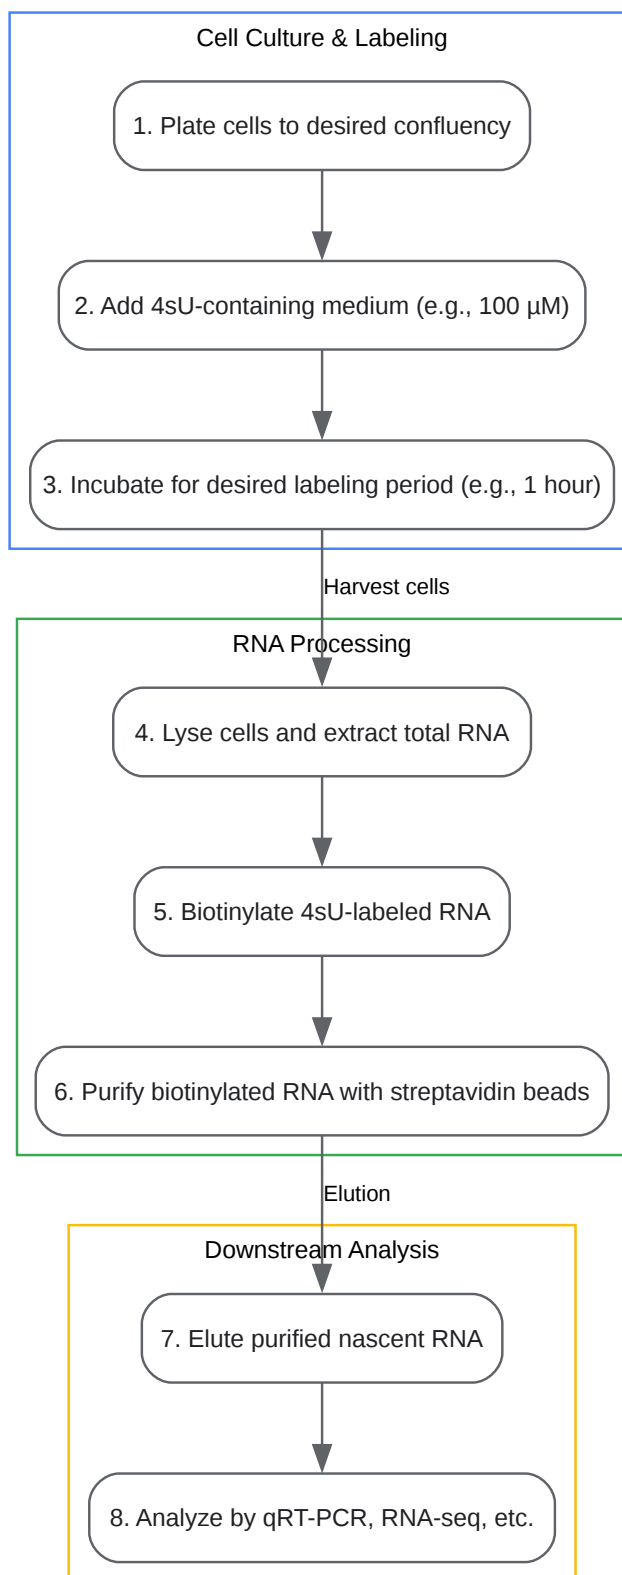 Cell Culture & Labeling
1. Plate cells to desired confluency
2. Add 4sU-containing medium (e.g., 100 µM)
3. Incubate for desired labeling period (e.g., 1 hour)
Harvest cells
RNA Processing
4. Lyse cells and extract total RNA
5. Biotinylate 4sU-labeled RNA
6. Purify biotinylated RNA with streptavidin beads
Elution
Downstream Analysis
7. Elute purified nascent RNA
8. Analyze by qRT-PCR, RNA-seq, etc.